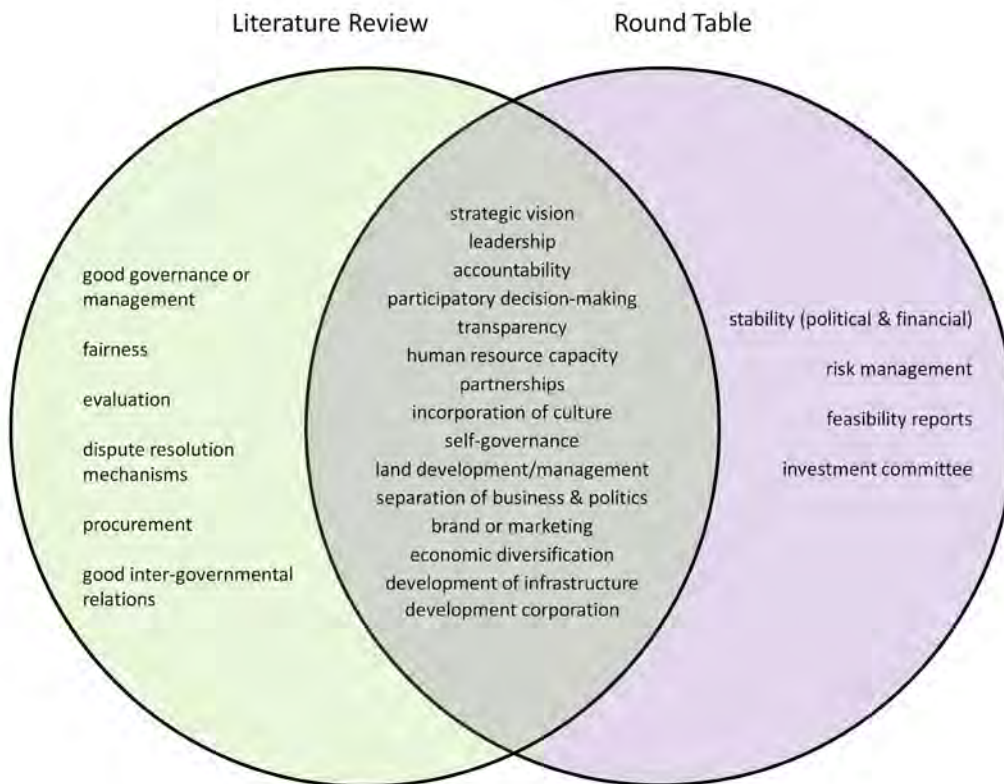 Literature Review
Round Table
good governance or
management
fairness
evaluation
dispute resolution
mechanisms
procurement
good inter-governmental
relations
strategic vision
leadership
accountability
participatory decision-making
transparency
human resource capacity
partnerships
incorporation of culture
self-governance
land development/management
separation of business & politics
brand or marketing
economic diversification
development of infrastructure
development corporation
stability (political & financial)
risk management
feasibility reports
investment committee